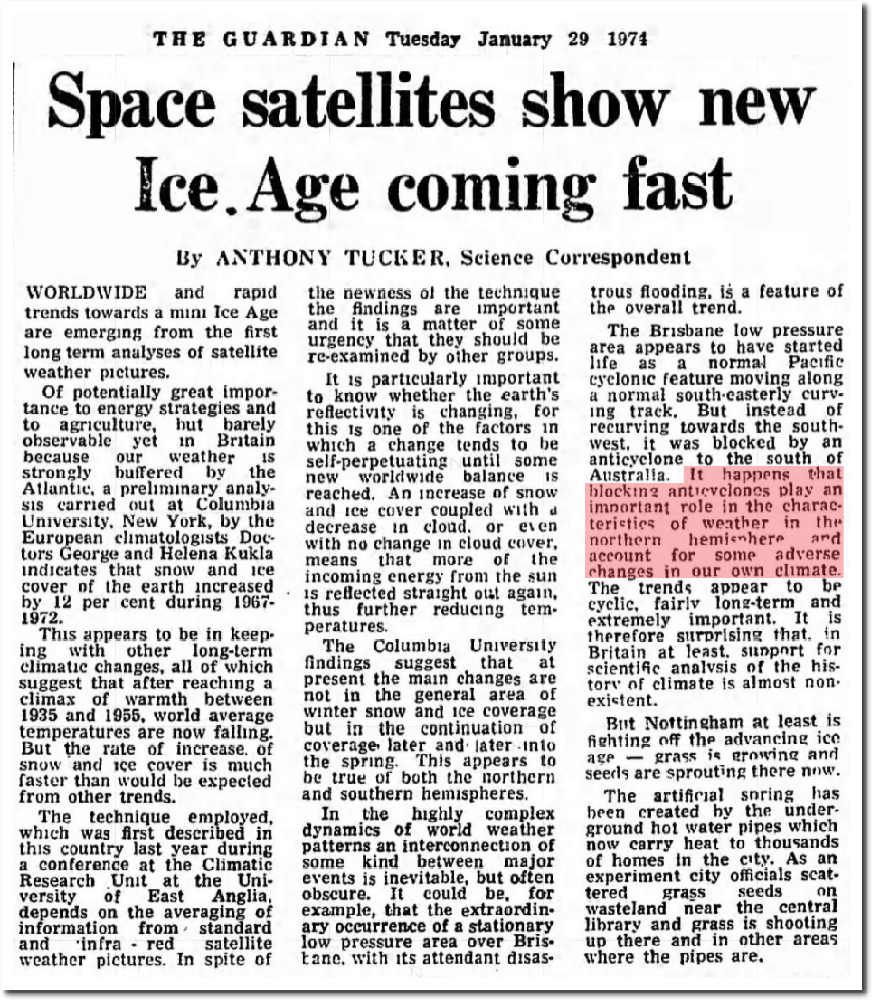 THE GUARDIAN Tuesday January 29 1974
Space satellites show new
Ice Age coming fast
By ANTHONY TUCKER, Science Correspondent
WORLDWIDE and rapid
trends towards a mini Ice Age
are emerging from the first
long term analyses of satellite
weather pictures.
Of potentially great impor-
tance to energy strategies and
to agriculture, but barely
observable yet in Britain
because our weather is
strongly buffered by the
Atlantic, a preliminary analy-
sis carried out at Columbia
University, New York, by the
European climatologists Doc-
tors George and Helena Kukla
indicates that snow and ice
cover of the earth increased
by 12 per cent during 1967-
1972.
This appears to be in keep-
ing with other long-term
climatic changes, all of which
suggest that after reaching a
climax of warmth between
1935 and 1955, world average
temperatures are now falling.
But the rate of increase of
snow and ice cover is much
faster than would be expected
from other trends.
The technique employed,
which was first described in
this country last year during
a conference at the Climatic
Research Unit at the Uni-
versity of East Anglia,
depends on the averaging of
information from standard
and infra-red satellite
weather pictures. In spite of
the newness of the technique
the findings are important
and it is a matter of some
urgency that they should be
re-examined by other groups.
It is particularly important
to know whether the earth's
reflectivity is changing, for
this is one of the factors in
which a change tends to be
self-perpetuating until some
new worldwide balance is
reached. An increase of snow
and ice cover coupled with a
decrease in cloud, or even
with no change in cloud cover,
means that more of the
incoming energy from the sun
is reflected straight out again,
thus further reducing tem-
peratures.
The Columbia University
findings suggest that at
present the main changes are
not in the general area of
winter snow and ice coverage
but in the continuation of
coverage later and later into
the spring. This appears to
be true of both the northern
and southern hemispheres.
In the highly complex
dynamics of world weather
patterns an interconnection of
some kind between major
events is inevitable, but often
obscure. It could be, for
example, that the extraordin-
ary occurrence of a stationary
low pressure area over Bris-
bane, with its attendant disas-
trous flooding, is a feature of
the overall trend.
The Brisbane low pressure
area appears to have started
life as a normal Pacific
cyclonic feature moving along
a normal south-easterly curv-
ing track. But instead of
recurving towards the south-
west, it was blocked by an
anticyclone to the south of
Australia. It happens that
blocking anticyclones play an
important role in the charac-
teristics of weather in the
northern hemisphere and
account for some adverse
changes in our own climate.
The trends appear to be
cyclic, fairly long-term and
extremely important. It is
therefore surprising that, in
Britain at least, support for
scientific analysis of the his-
tory of climate is almost non-
existent.
But Nottingham at least is
fighting off the advancing ice
age — grass is growing and
seeds are sprouting there now.
The artificial spring has
been created by the under-
ground hot water pipes which
now carry heat to thousands
of homes in the city. As an
experiment city officials scat-
tered grass seeds on
wasteland near the central
library and grass is shooting
up there and in other areas
where the pipes are.